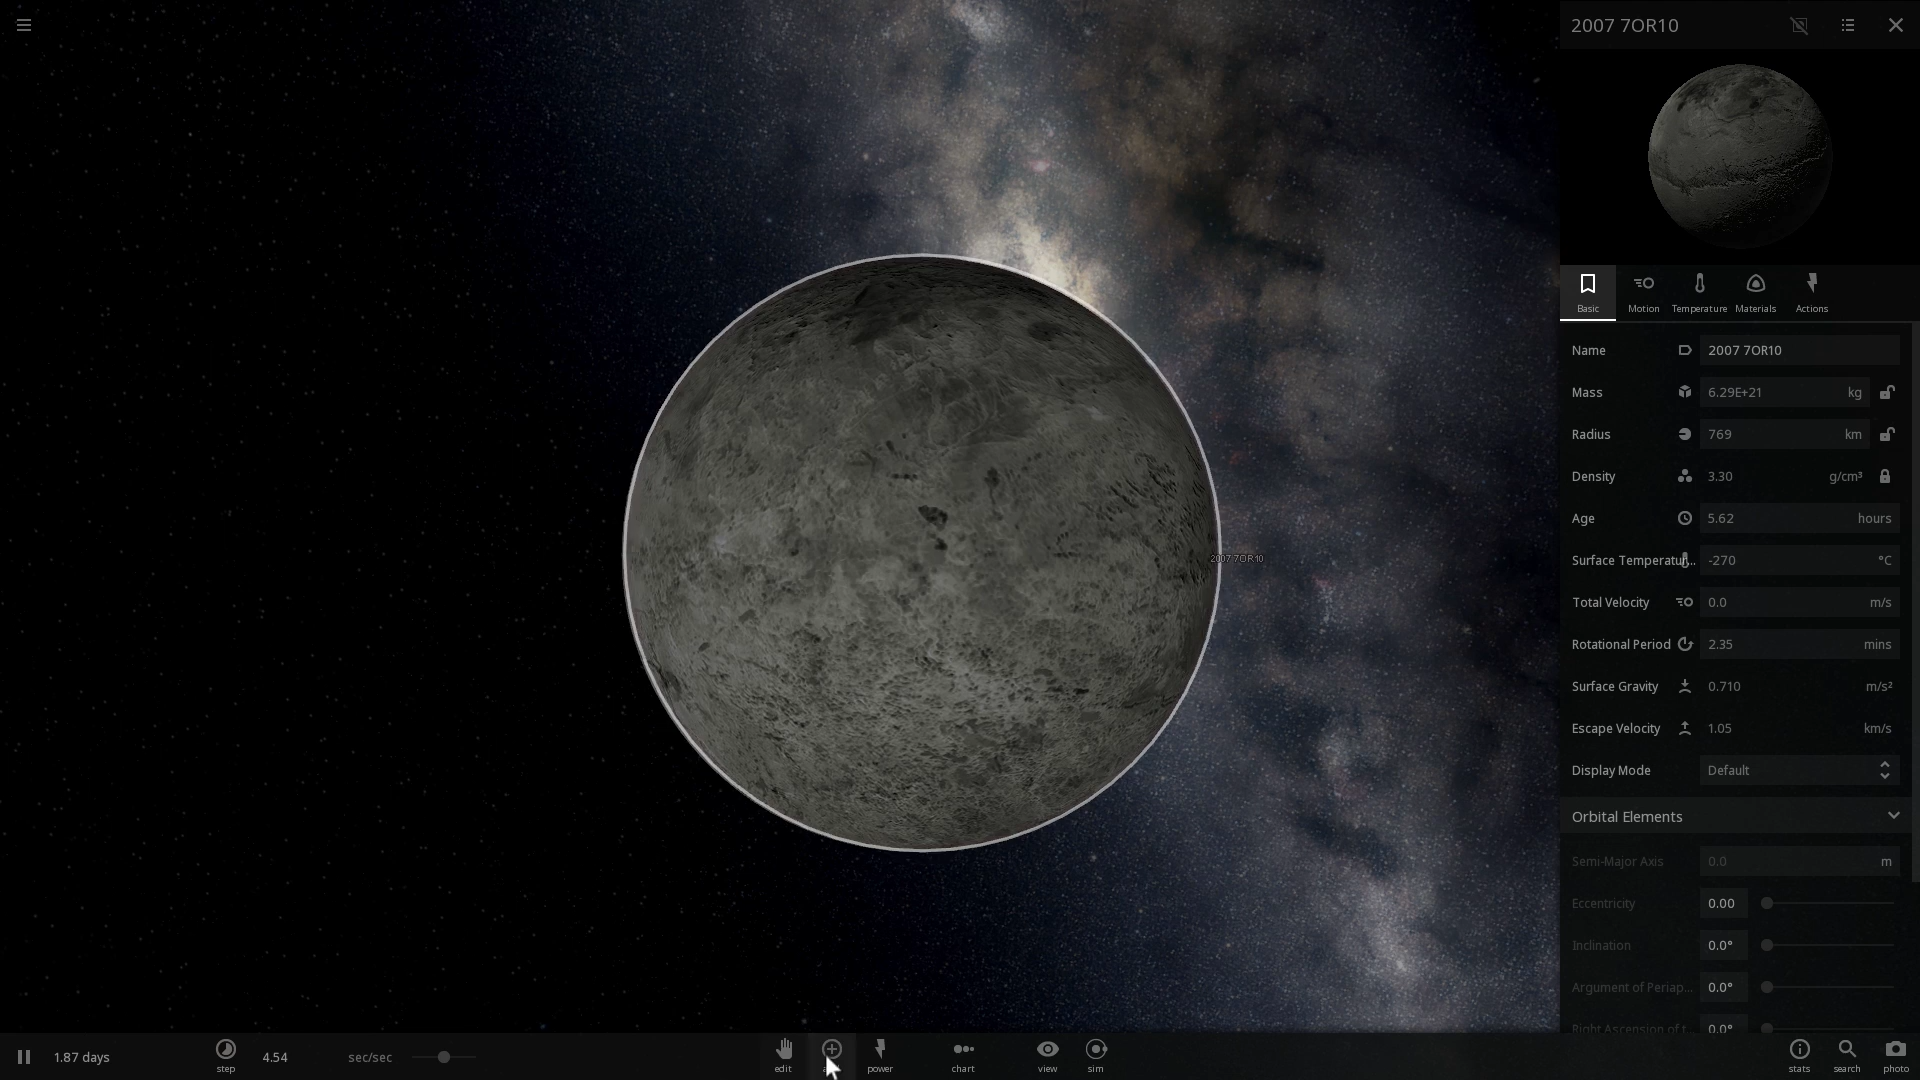 2007 7OR10
Basic
Motion
Temperature
Materials
Actions
Name
2007 7OR10
Mass
6.29E+21
kg
Radius
769
km
Density
3.30
g/cm³
Age
5.62
hours
Surface Temperatur...
-270
°C
Total Velocity
0.0
m/s
Rotational Period
2.35
mins
Surface Gravity
0.710
m/s²
Escape Velocity
1.05
km/s
Display Mode
Default
Orbital Elements
Semi-Major Axis
0.0
m
Eccentricity
0.00
Inclination
0.0°
Argument of Periap...
0.0°
Right Ascension of t...
0.0°
2007 7OR10
1.87 days
step
4.54
sec/sec
edit
power
chart
view
sim
stats
search
photo